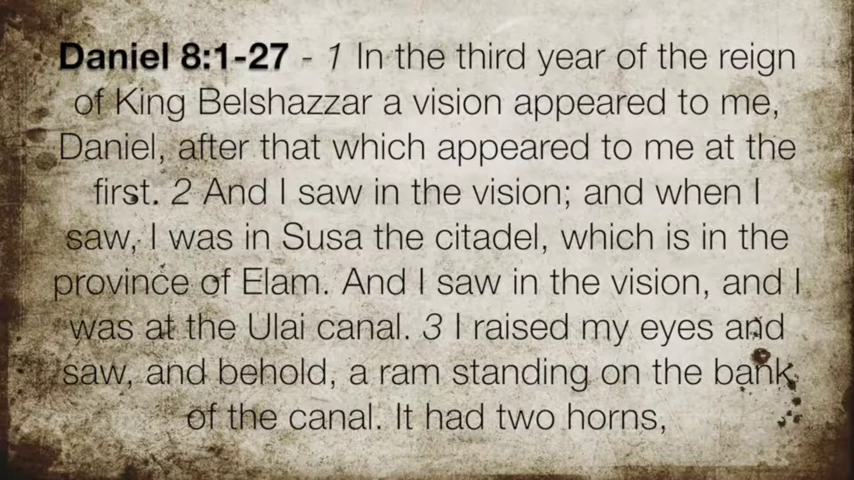 Daniel 8:1-27 - 1 In the third year of the reign
of King Belshazzar a vision appeared to me,
Daniel, after that which appeared to me at the
first. 2 And I saw in the vision; and when I
saw, I was in Susa the citadel, which is in the
province of Elam. And I saw in the vision, and I
was at the Ulai canal. 3 I raised my eyes and
saw, and behold, a ram standing on the bank
of the canal. It had two horns,